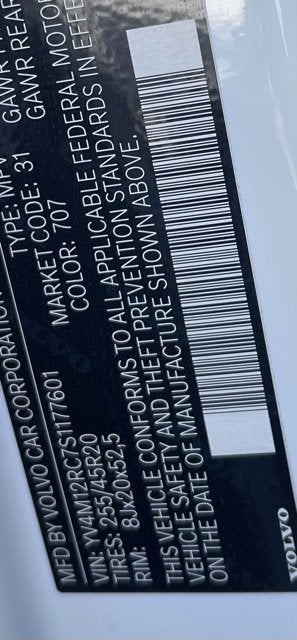 MFD BY VOLVO CAR CORPORATION
VIN: YV4M12RC7S1177601
TIRES: 255/45R20
RIM: 8Jx20x52.5
TYPE: MPV
MARKET CODE: 31
COLOR: 707
GAWR
GAWR REAR
THIS VEHICLE CONFORMS TO ALL APPLICABLE FEDERAL MOTO
VEHICLE SAFETY AND THEFT PREVENTION STANDARDS IN EFFE
ON THE DATE OF MANUFACTURE SHOWN ABOVE.
VOLVO